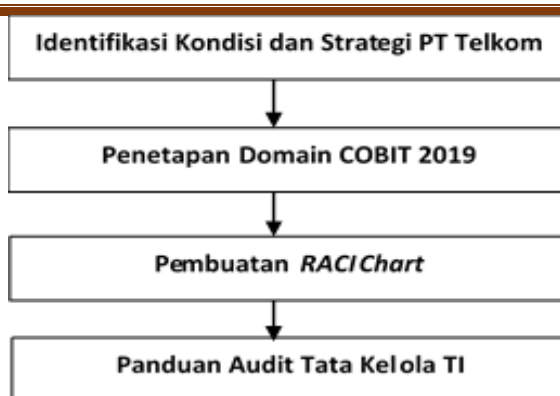 Identifikasi Kondisi dan Strategi PT Telkom
Penetapan Domain COBIT 2019
Pembuatan RACI Chart
Panduan Audit Tata Kelola TI